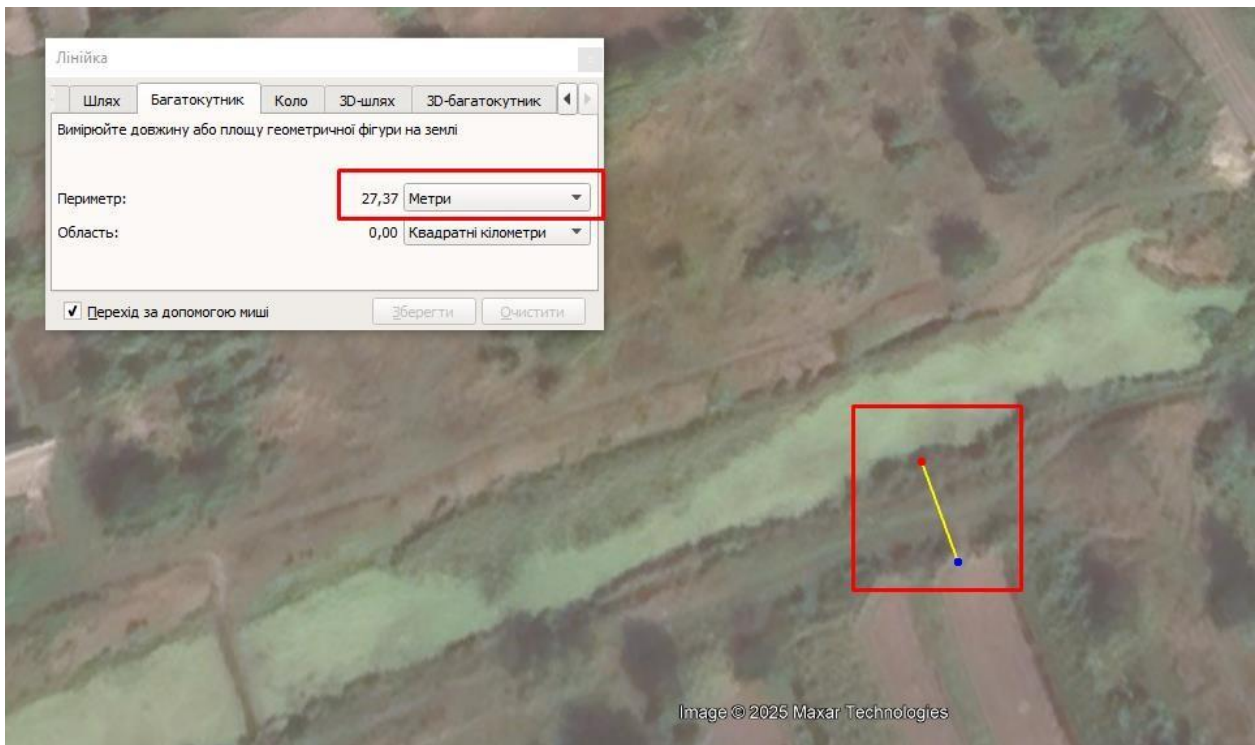 Лінійка
Шлях Багатокутник Коло 3D-шлях 3D-багатокутник
Вимірюйте довжину або площу геометричної фігури на землі
Периметр: 27,37 Метри
Область: 0,00 Квадратні кілометри
Перехід за допомогою миші Зберегти Очистити
Image © 2025 Maxar Technologies